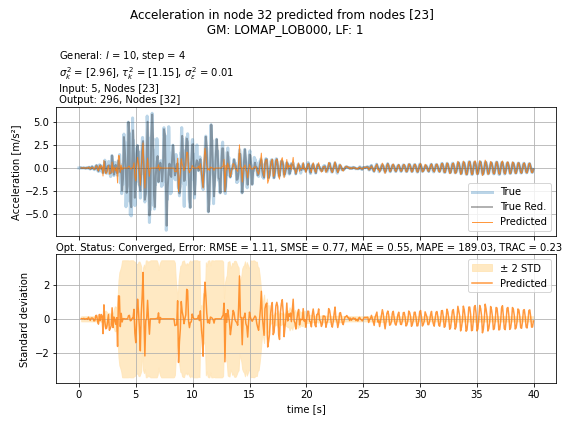 Acceleration in node 32 predicted from nodes [23]
GM: LOMAP_LOB000, LF: 1
General: l = 10, step = 4
σ_k² = [2.96], τ_k² = [1.15], σ_ε² = 0.01
Input: 5, Nodes [23]
Output: 296, Nodes [32]
Acceleration [m/s²]
5.0
2.5
0.0
−2.5
−5.0
True
True Red.
Predicted
Opt. Status: Converged, Error: RMSE = 1.11, SMSE = 0.77, MAE = 0.55, MAPE = 189.03, TRAC = 0.23
Standard deviation
2
0
−2
± 2 STD
Predicted
0 5 10 15 20 25 30 35 40
time [s]